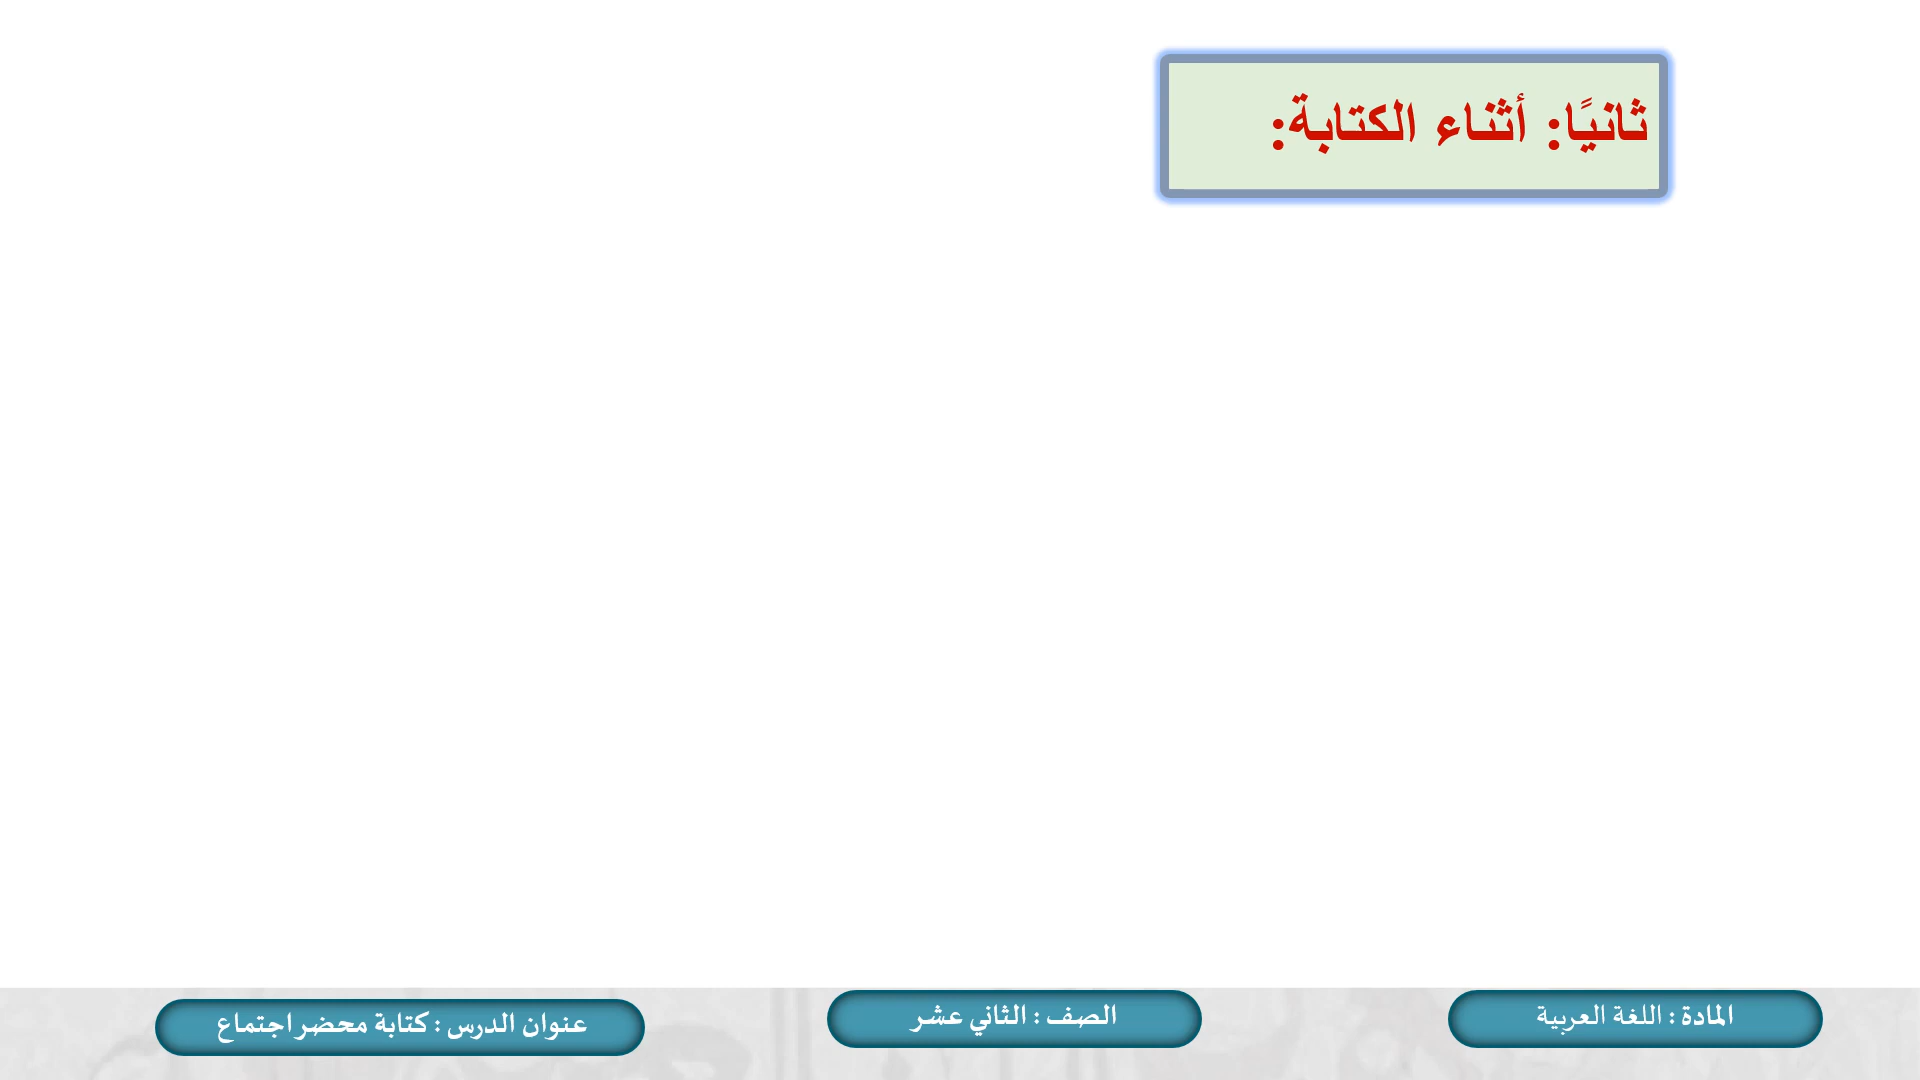 ثانيًا: أثناء الكتابة:
المادة : اللغة العربية
الصف : الثاني عشر
عنوان الدرس : كتابة محضر اجتماع